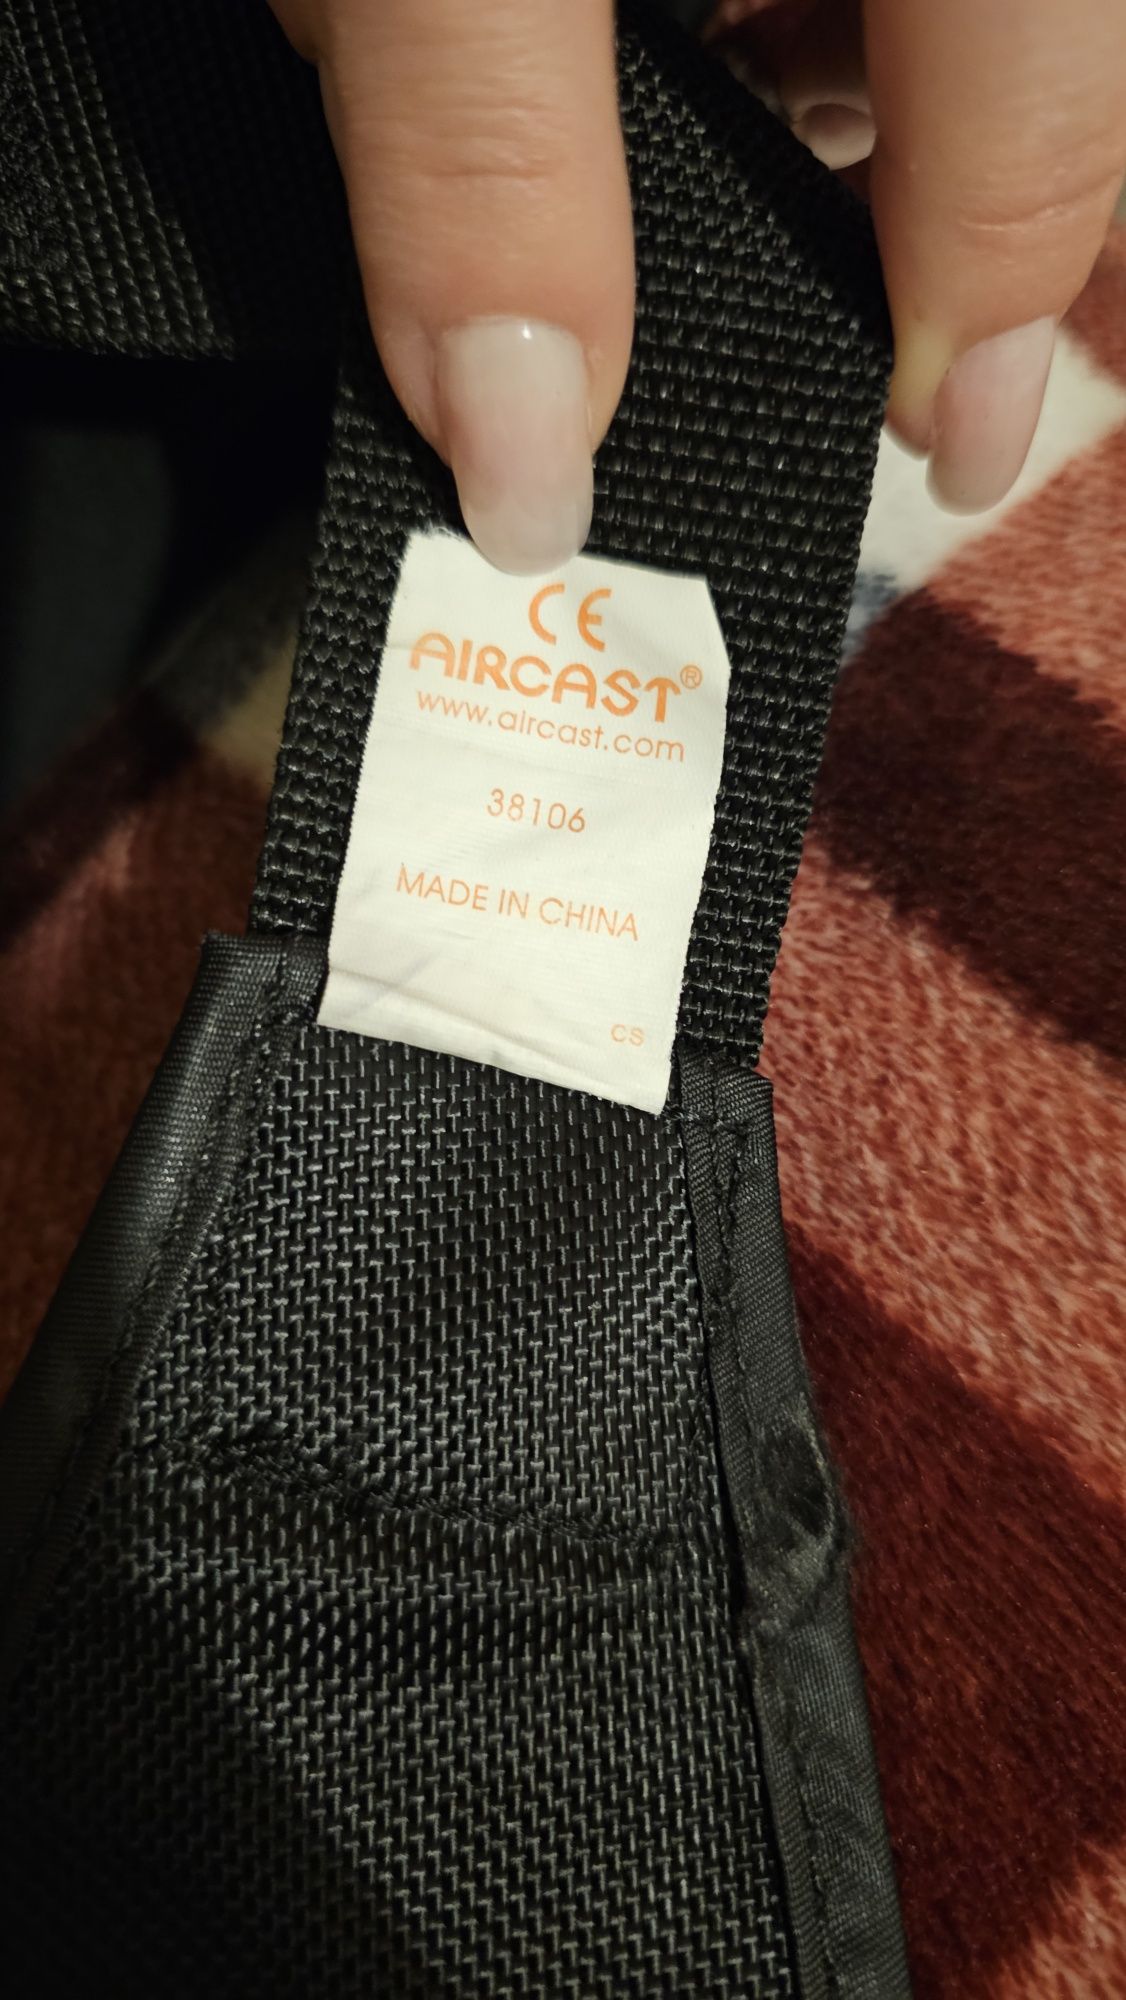 CE
AIRCAST®
www.aircast.com
38106
MADE IN CHINA
CS